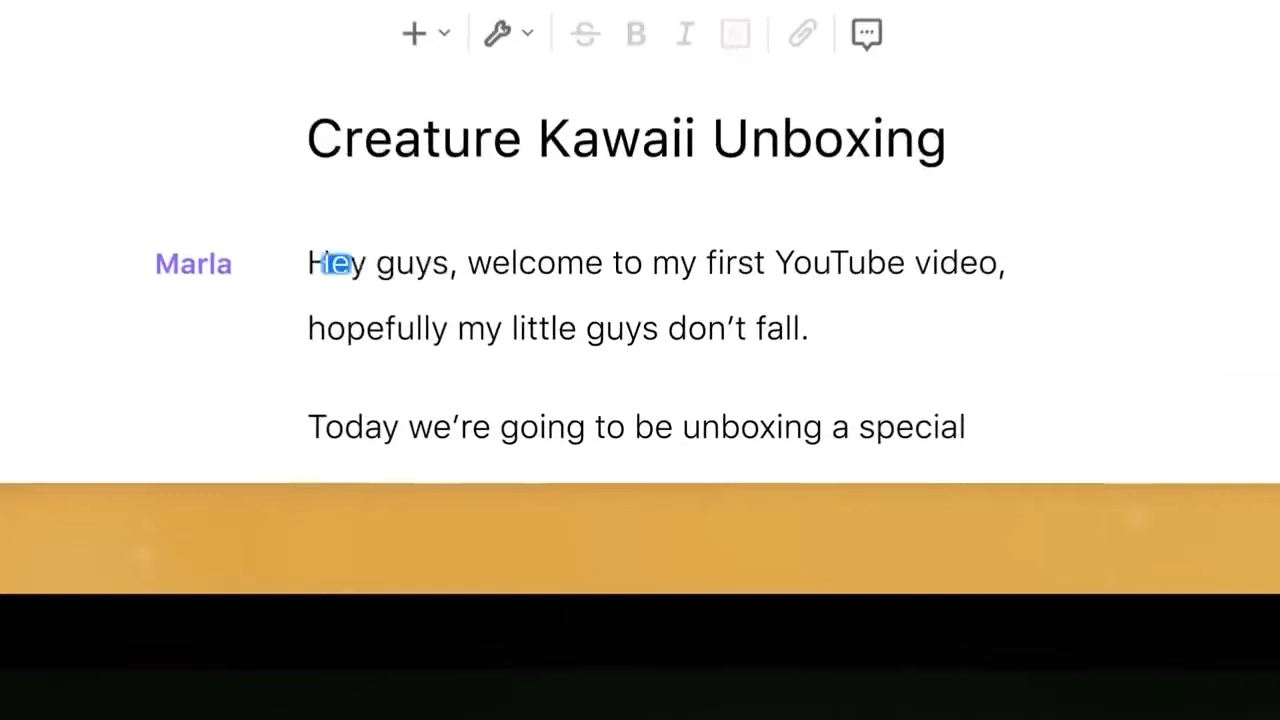 Creature Kawaii Unboxing
Marla
Hey guys, welcome to my first YouTube video,
hopefully my little guys don’t fall.
Today we’re going to be unboxing a special